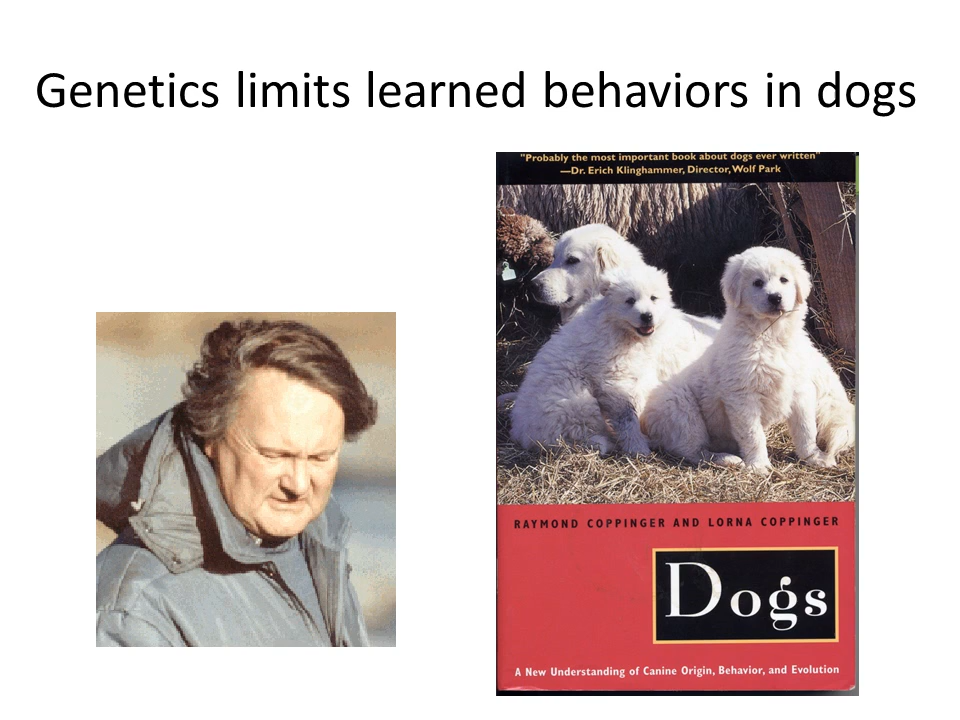 Genetics limits learned behaviors in dogs
"Probably the most important book about dogs ever written"
—Dr. Erich Klinghammer, Director, Wolf Park
RAYMOND COPPINGER AND LORNA COPPINGER
Dogs
A New Understanding of Canine Origin, Behavior, and Evolution